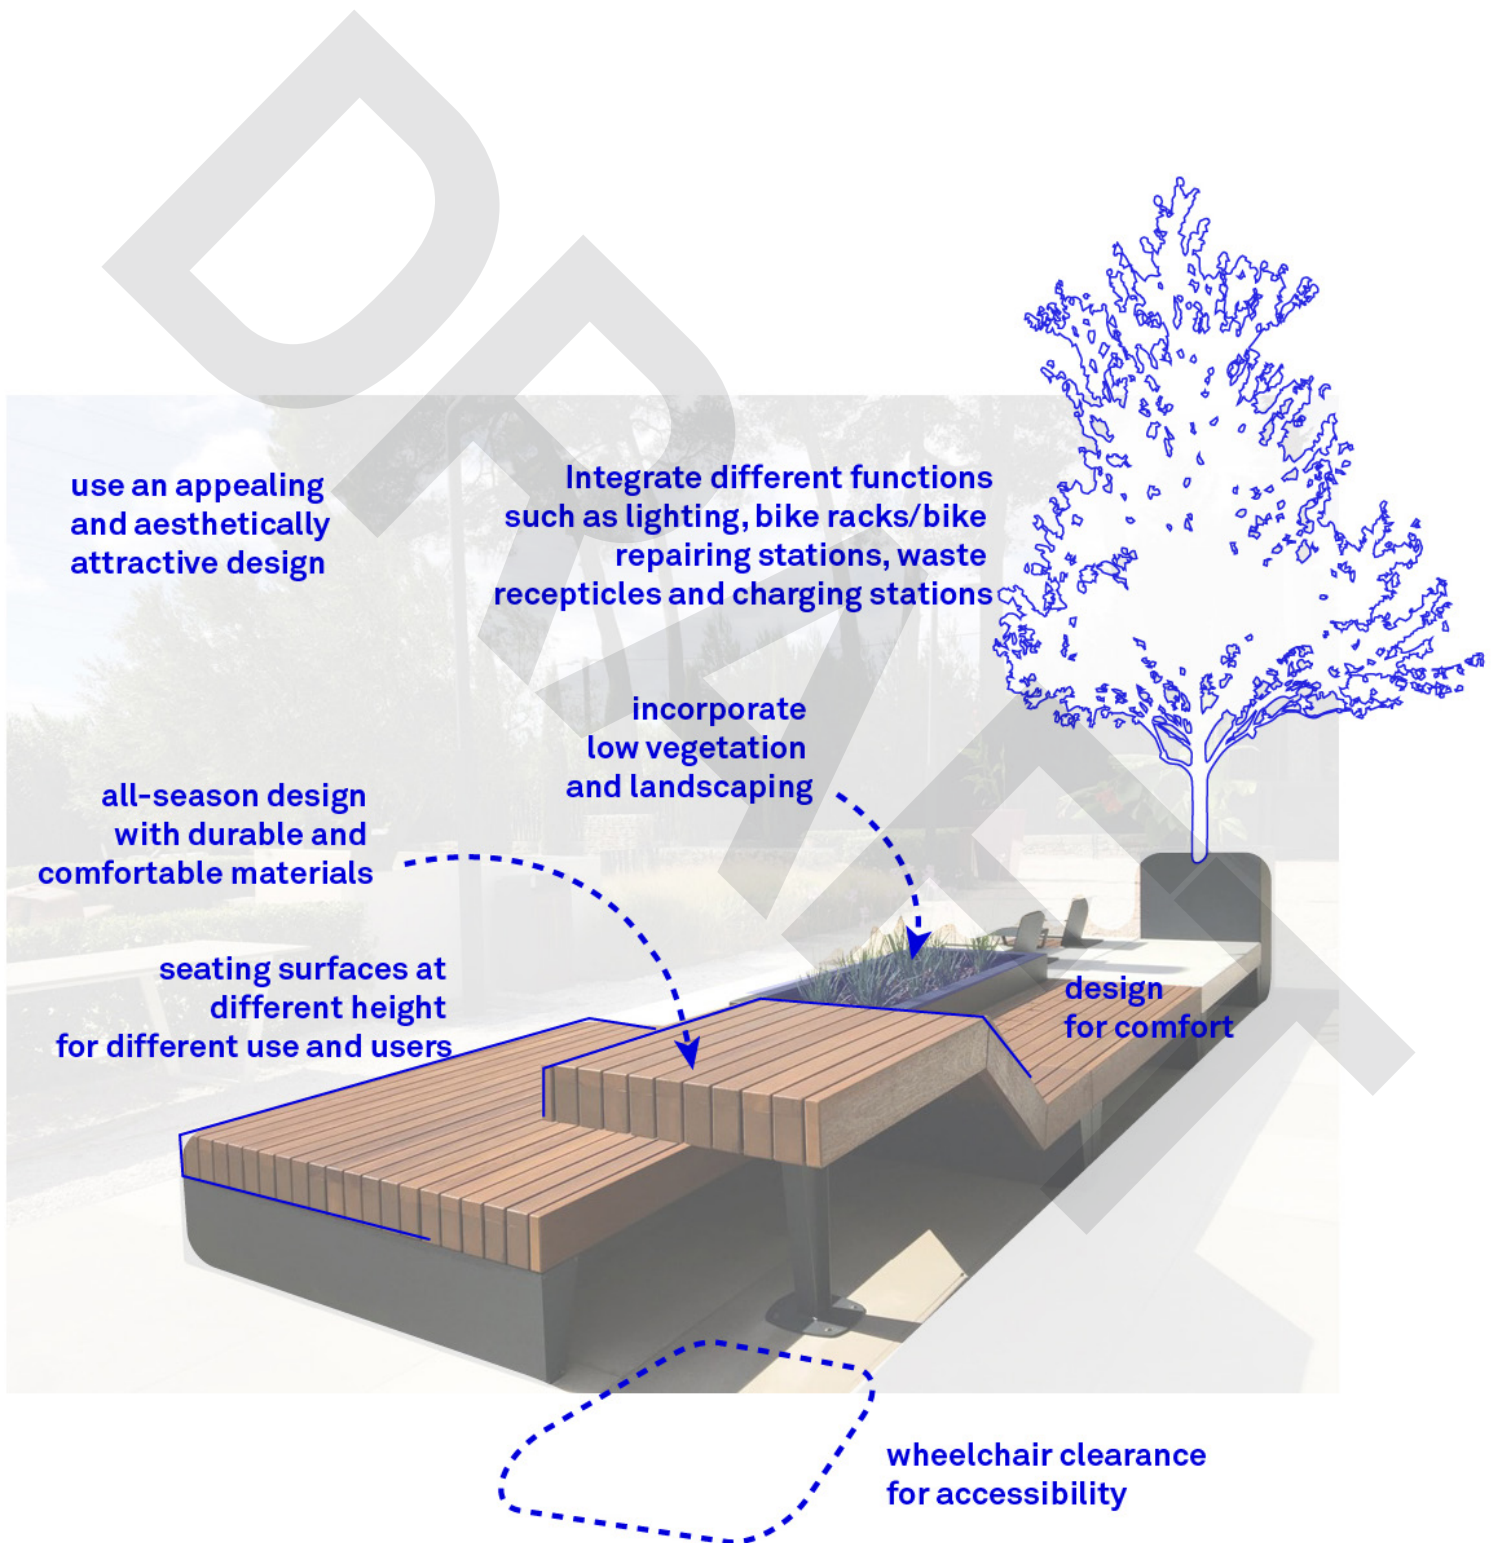 DRAFT
use an appealing
and aesthetically
attractive design
Integrate different functions
such as lighting, bike racks/bike
repairing stations, waste
recepticles and charging stations
incorporate
low vegetation
and landscaping
all-season design
with durable and
comfortable materials
seating surfaces at
different height
for different use and users
design
for comfort
wheelchair clearance
for accessibility